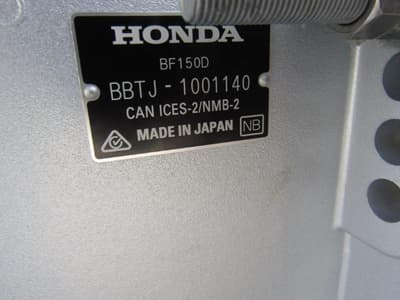 HONDA
BF150D
BBTJ - 1001140
CAN ICES-2/NMB-2
MADE IN JAPAN NB